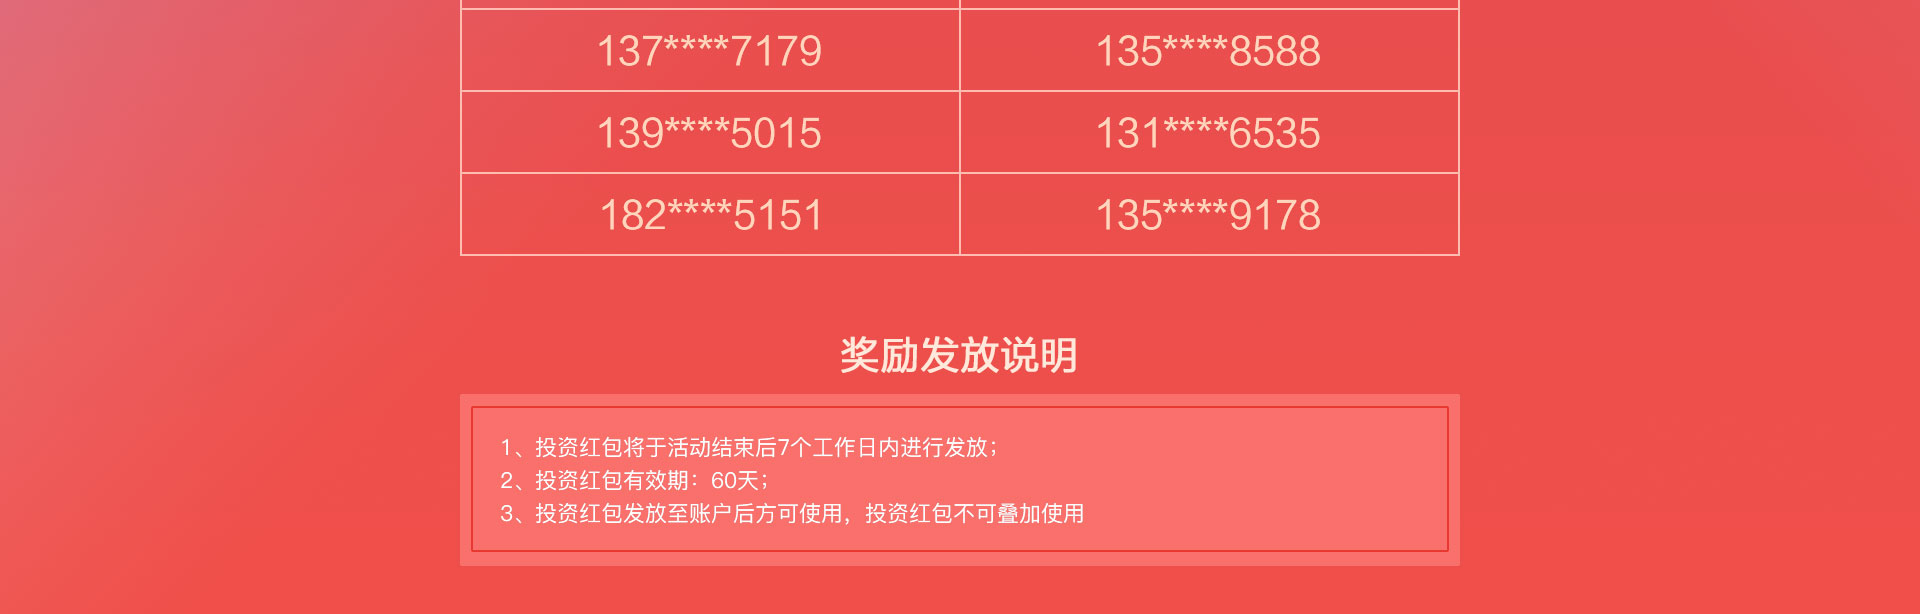 137****7179 135****8588
139****5015 131****6535
182****5151 135****9178
奖励发放说明
1、投资红包将于活动结束后7个工作日内进行发放；
2、投资红包有效期：60天；
3、投资红包发放至账户后方可使用，投资红包不可叠加使用